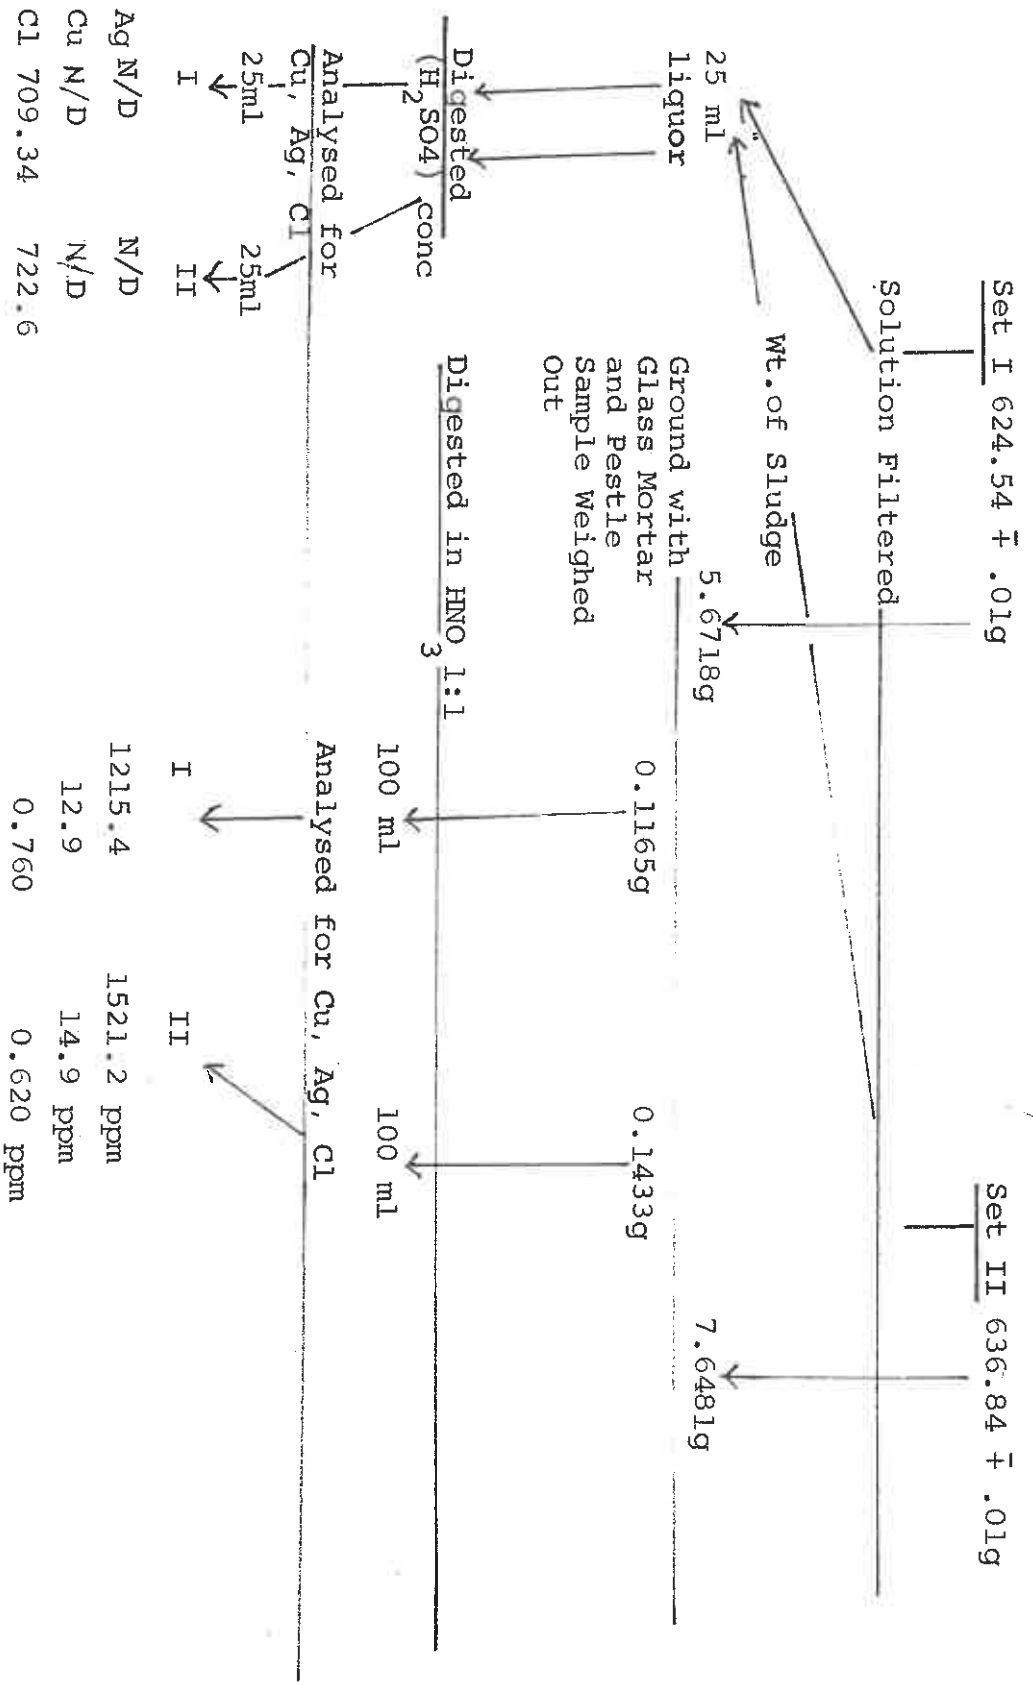 Set I 624.54 ∓ .01g
Set II 636.84 ∓ .01g
Solution Filtered
Wt.of Sludge
25 ml
liquor
5.6718g
7.6481g
Ground with
Glass Mortar
and Pestle
Sample Weighed
Out
0.1165g
0.1433g
Digested
(H2SO4) conc
Digested in HNO3 1:1
100 ml
100 ml
Analysed for
Cu, Ag, Cl
Analysed for Cu, Ag, Cl
25ml
25ml
I
II
I
II
Ag N/D N/D
1215.4 1521.2 ppm
Cu N/D N/D
12.9 14.9 ppm
Cl 709.34 722.6
0.760 0.620 ppm